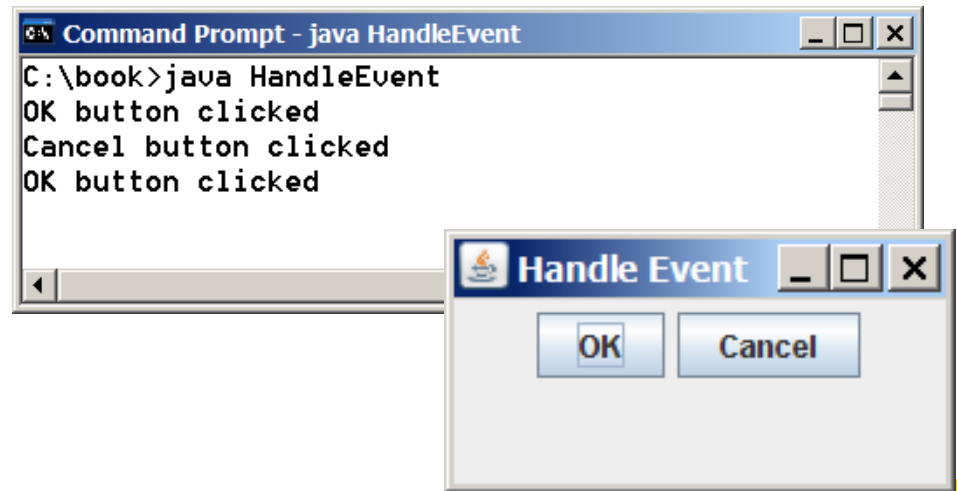 Command Prompt - java HandleEvent
C:\book>java HandleEvent
OK button clicked
Cancel button clicked
OK button clicked
Handle Event
OK Cancel